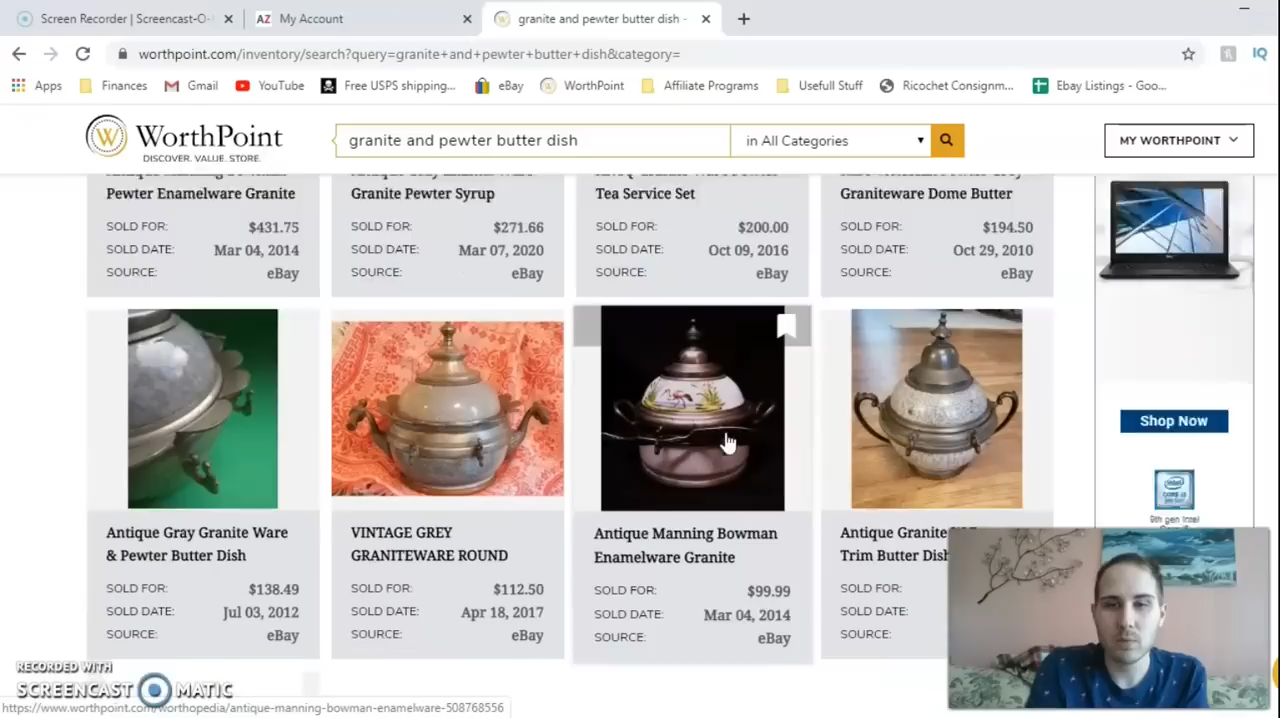 Screen Recorder | Screencast-O-
My Account
granite and pewter butter dish -
worthpoint.com/inventory/search?query=granite+and+pewter+butter+dish&category=
IQ
Apps
Finances
Gmail
YouTube
Free USPS shipping...
eBay
WorthPoint
Affiliate Programs
Usefull Stuff
Ricochet Consignm...
Ebay Listings - Goo...
WORTHPOINT
DISCOVER. VALUE. STORE.
granite and pewter butter dish
in All Categories
MY WORTHPOINT
Pewter Enamelware Granite
SOLD FOR: $431.75
SOLD DATE: Mar 04, 2014
SOURCE: eBay
Granite Pewter Syrup
SOLD FOR: $271.66
SOLD DATE: Mar 07, 2020
SOURCE: eBay
Tea Service Set
SOLD FOR: $200.00
SOLD DATE: Oct 09, 2016
SOURCE: eBay
Graniteware Dome Butter
SOLD FOR: $194.50
SOLD DATE: Oct 29, 2010
SOURCE: eBay
Antique Gray Granite Ware
& Pewter Butter Dish
SOLD FOR: $138.49
SOLD DATE: Jul 03, 2012
SOURCE: eBay
VINTAGE GREY
GRANITEWARE ROUND
SOLD FOR: $112.50
SOLD DATE: Apr 18, 2017
SOURCE: eBay
Antique Manning Bowman
Enamelware Granite
SOLD FOR: $99.99
SOLD DATE: Mar 04, 2014
SOURCE: eBay
Antique Granite
Trim Butter Dish
SOLD FOR:
SOLD DATE:
SOURCE:
Shop Now
intel
RECORDED WITH
SCREENCAST MATIC
https://www.worthpoint.com/worthopedia/antique-manning-bowman-enamelware-508768556